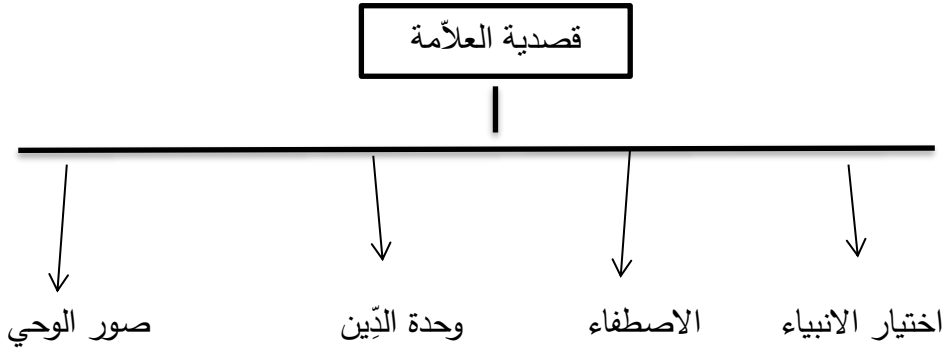 قصدية العلاّمة
اختيار الانبياء
الاصطفاء
وحدة الدِّين
صور الوحي